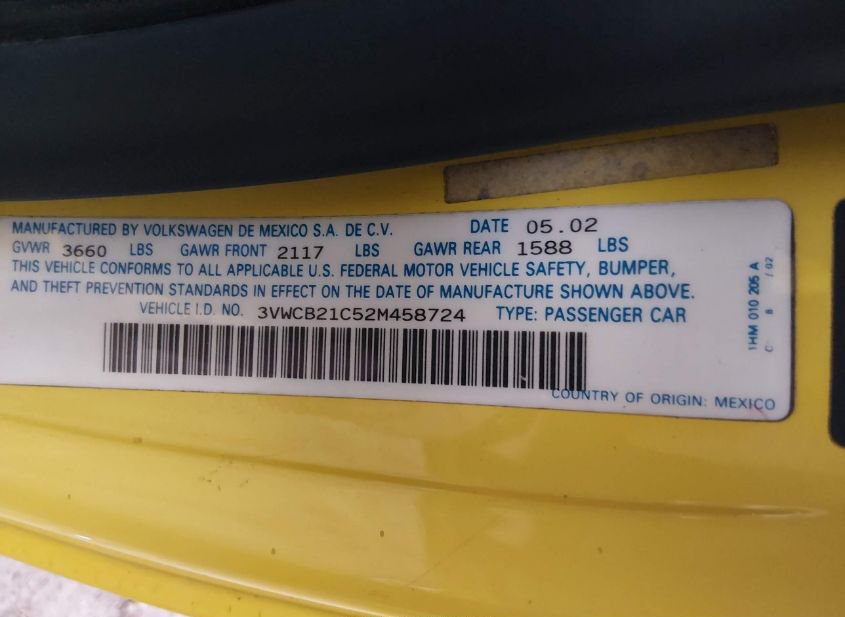 MANUFACTURED BY VOLKSWAGEN DE MEXICO S.A. DE C.V. DATE 05.02
GVWR 3660 LBS GAWR FRONT 2117 LBS GAWR REAR 1588 LBS
THIS VEHICLE CONFORMS TO ALL APPLICABLE U.S. FEDERAL MOTOR VEHICLE SAFETY, BUMPER,
AND THEFT PREVENTION STANDARDS IN EFFECT ON THE DATE OF MANUFACTURE SHOWN ABOVE.
VEHICLE I.D. NO. 3VWCB21C52M458724 TYPE: PASSENGER CAR
COUNTRY OF ORIGIN: MEXICO
1HM 010 205 A
C 8 / 02